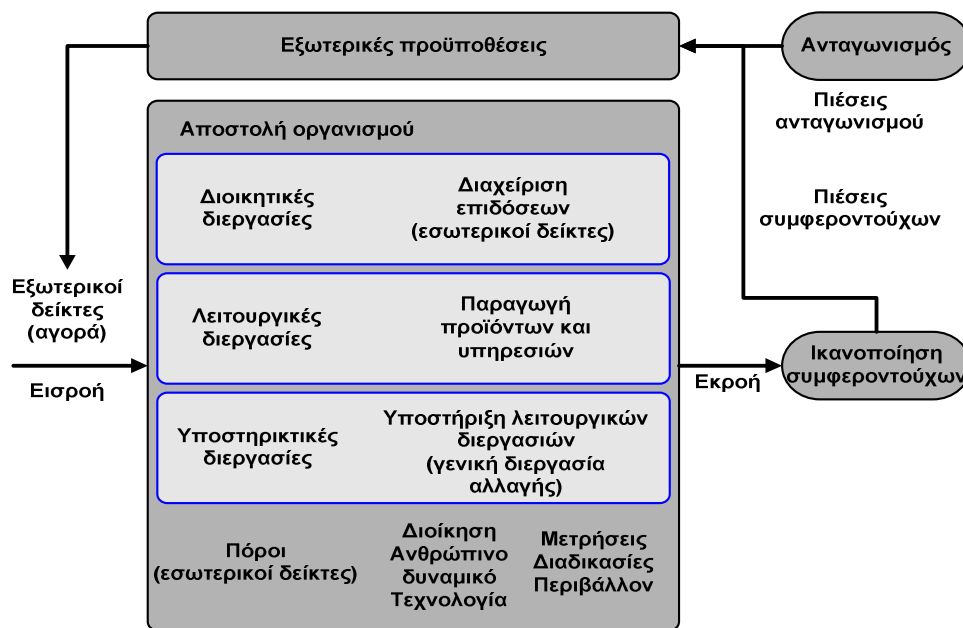 Εξωτερικές προϋποθέσεις
Ανταγωνισμός
Πιέσεις
ανταγωνισμού
Πιέσεις
συμφεροντούχων
Αποστολή οργανισμού
Διοικητικές
διεργασίες
Διαχείριση
επιδόσεων
(εσωτερικοί δείκτες)
Εξωτερικοί
δείκτες
(αγορά)
Λειτουργικές
διεργασίες
Παραγωγή
προϊόντων και
υπηρεσιών
Εισροή
Εκροή
Ικανοποίηση
συμφεροντούχων
Υποστηρικτικές
διεργασίες
Υποστήριξη λειτουργικών
διεργασιών
(γενική διεργασία
αλλαγής)
Πόροι
(εσωτερικοί δείκτες)
Διοίκηση
Ανθρώπινο
δυναμικό
Τεχνολογία
Μετρήσεις
Διαδικασίες
Περιβάλλον